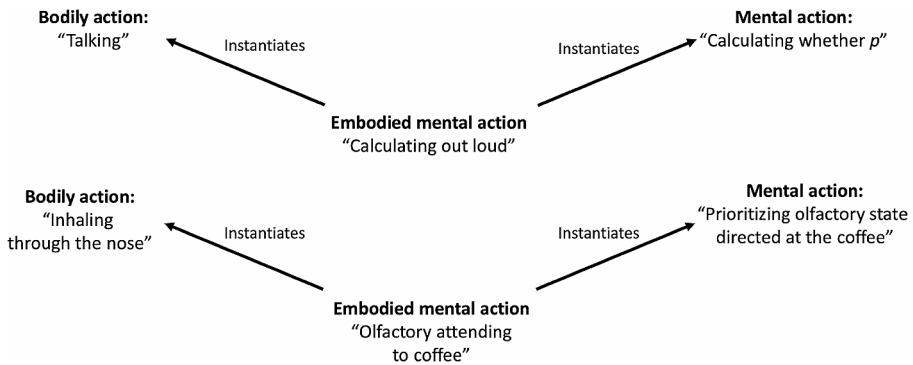 Bodily action:
“Talking”
Instantiates
Instantiates
Mental action:
“Calculating whether p”
Embodied mental action
“Calculating out loud”
Bodily action:
“Inhaling
through the nose”
Instantiates
Instantiates
Mental action:
“Prioritizing olfactory state
directed at the coffee”
Embodied mental action
“Olfactory attending
to coffee”